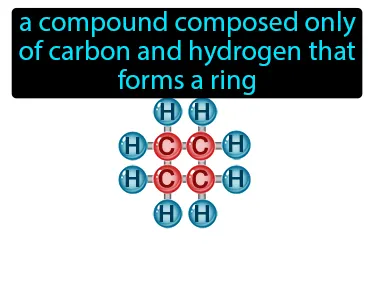 a compound composed only
of carbon and hydrogen that
forms a ring
H H
H C C H
H C C H
H H